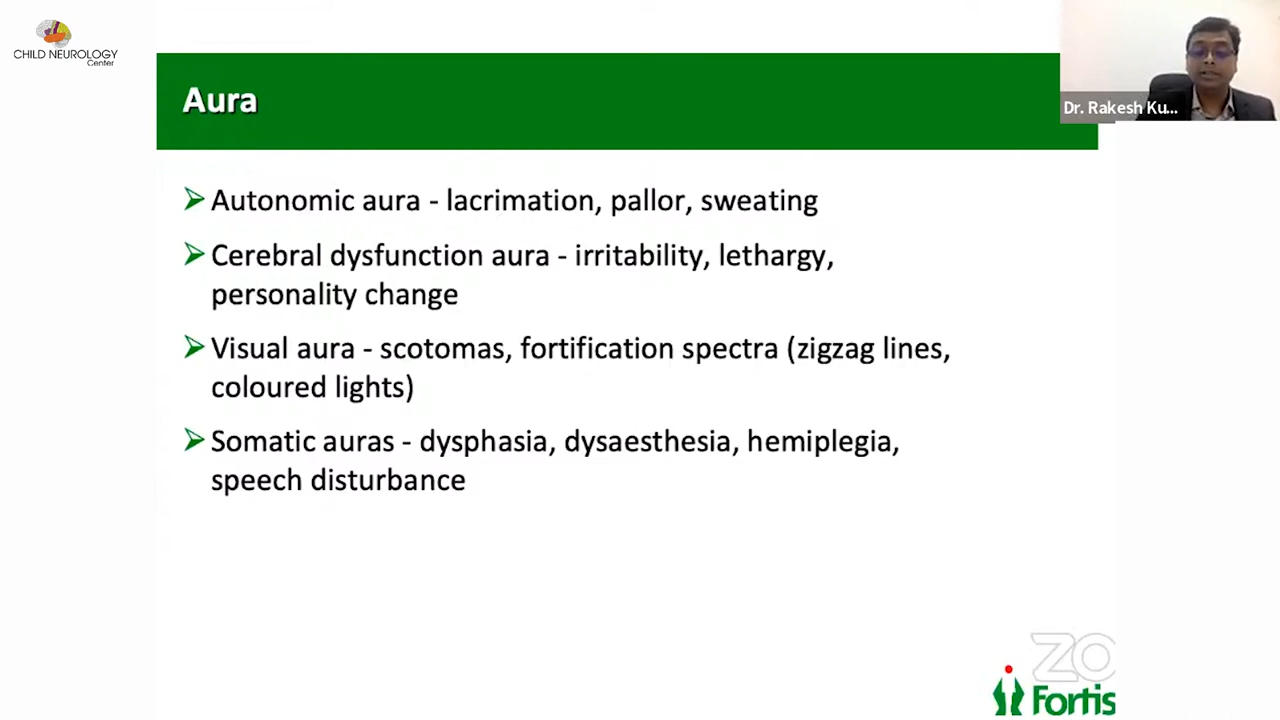 CHILD NEUROLOGY
Center
Aura
Dr. Rakesh Ku...
➢ Autonomic aura - lacrimation, pallor, sweating
➢ Cerebral dysfunction aura - irritability, lethargy,
personality change
➢ Visual aura - scotomas, fortification spectra (zigzag lines,
coloured lights)
➢ Somatic auras - dysphasia, dysaesthesia, hemiplegia,
speech disturbance
Fortis